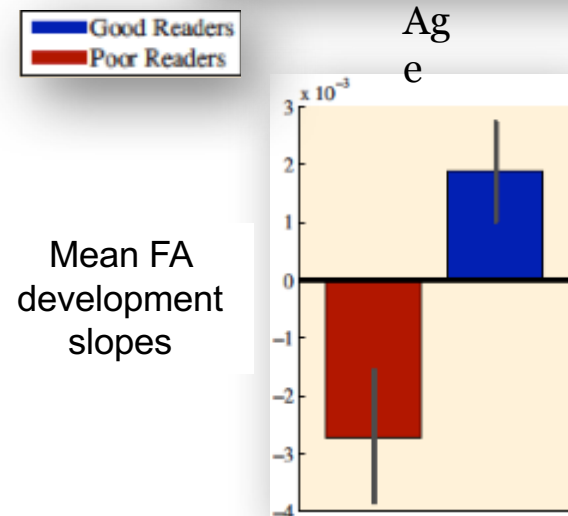 Good Readers
Poor Readers
Ag
e
x 10⁻³
3
2
1
0
−1
−2
−3
−4
Mean FA
development
slopes